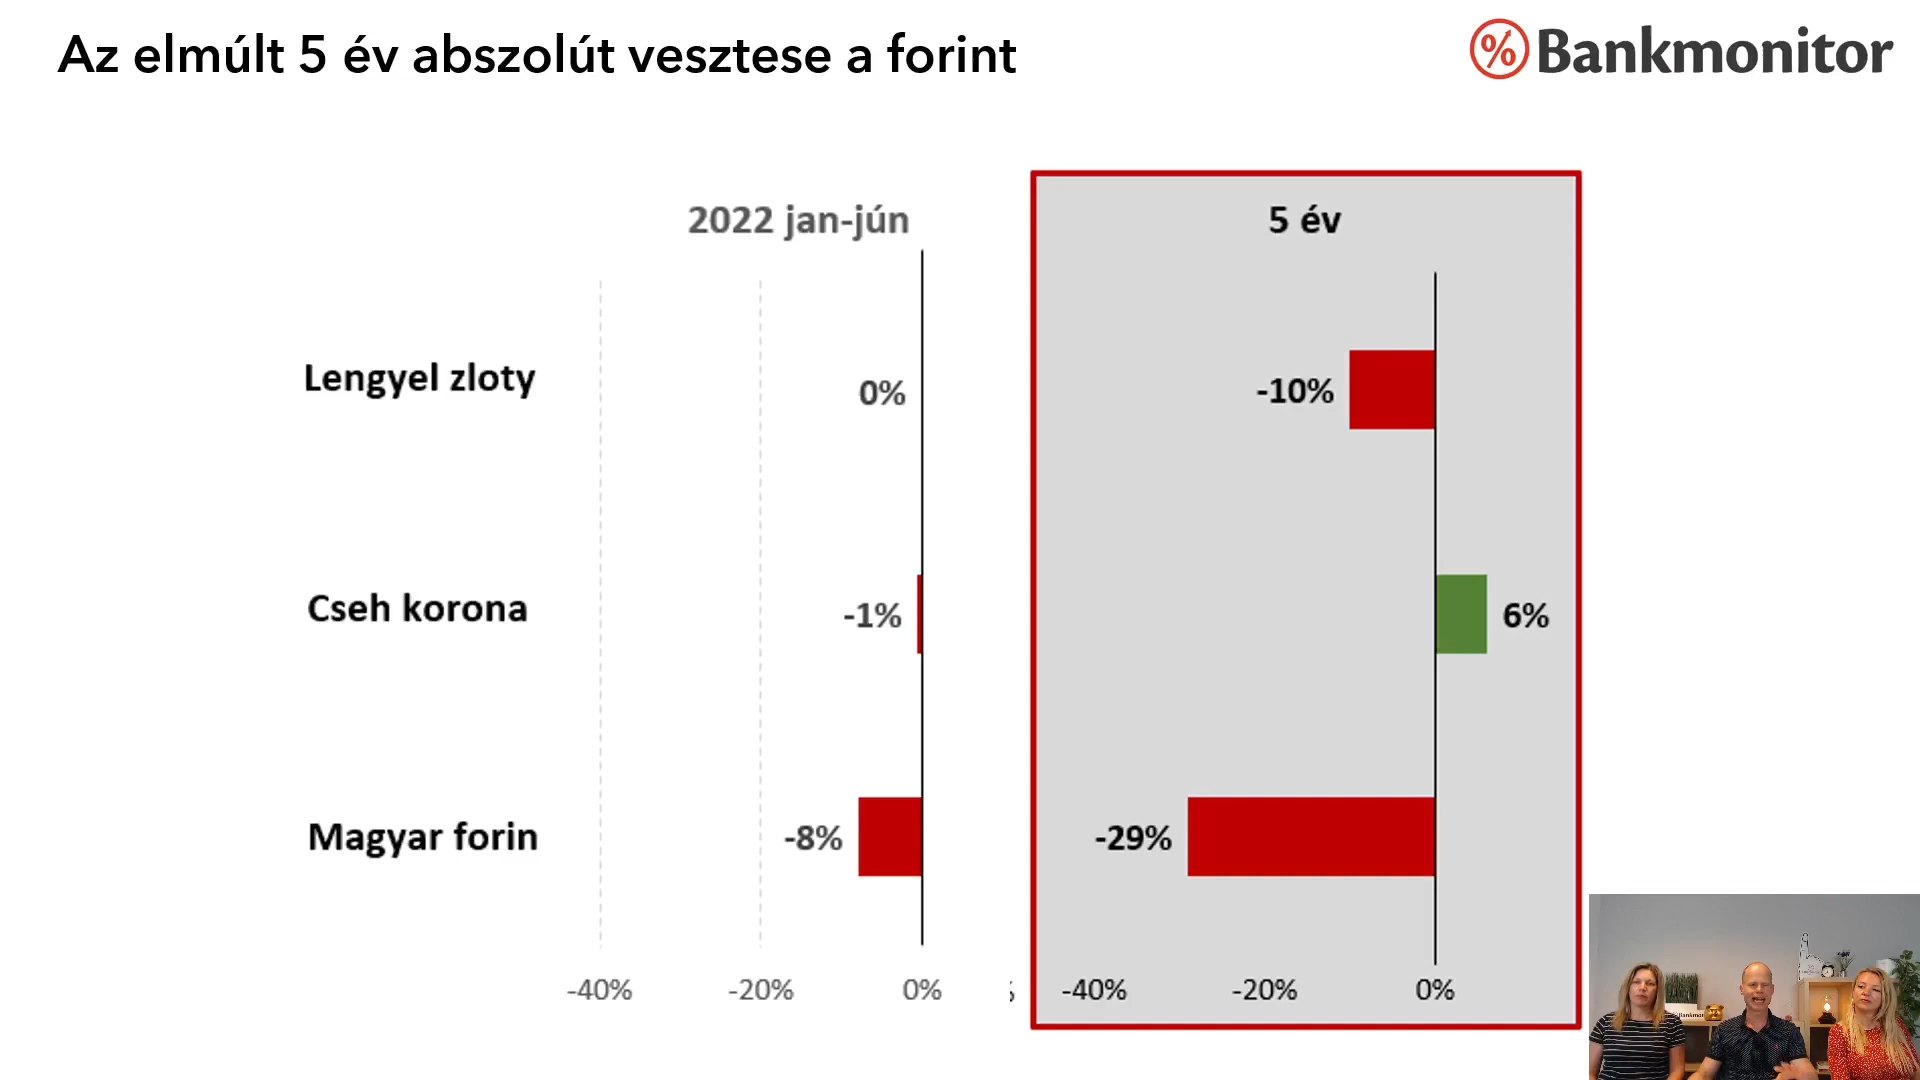 Az elmúlt 5 év abszolút vesztese a forint
% Bankmonitor
2022 jan-jún
5 év
Lengyel zloty
0%
-10%
Cseh korona
-1%
6%
Magyar forin
-8%
-29%
-40%
-20%
0%
-40%
-20%
0%